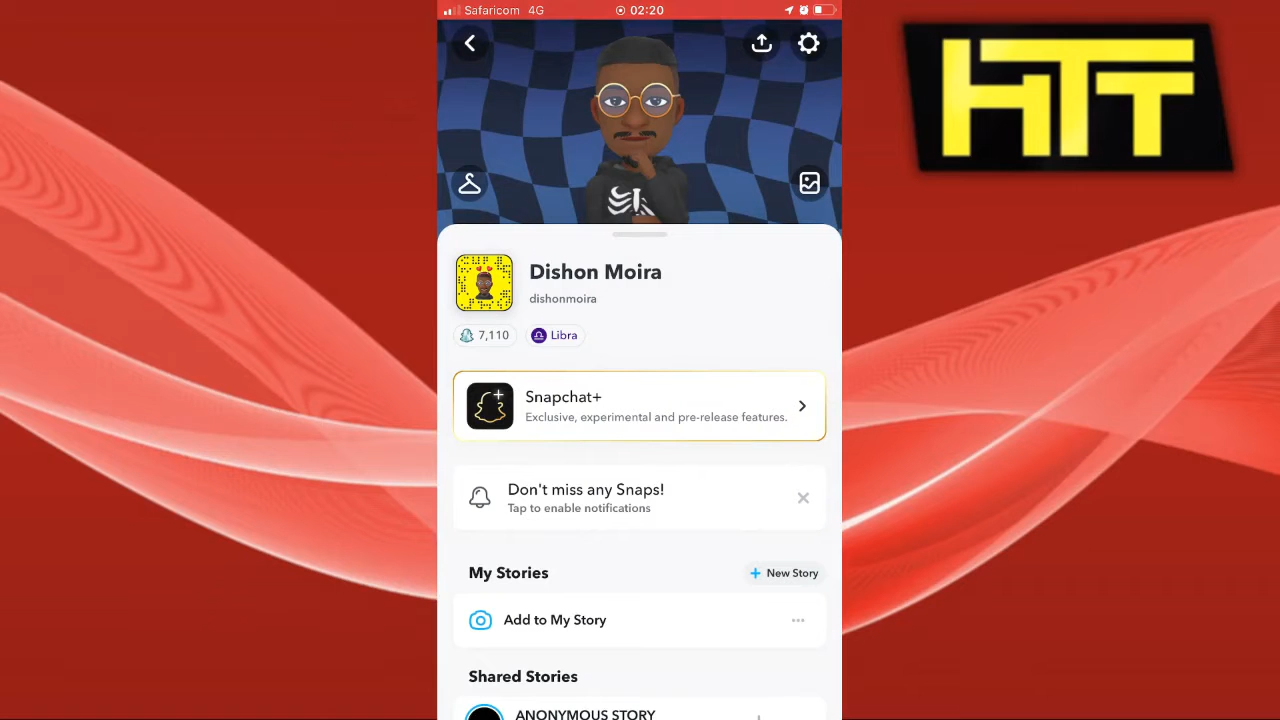 Safaricom 4G 02:20
HTT
Dishon Moira
dishonmoira
7,110 Libra
Snapchat+
Exclusive, experimental and pre-release features.
Don't miss any Snaps!
Tap to enable notifications
My Stories
+ New Story
Add to My Story
Shared Stories
ANONYMOUS STORY